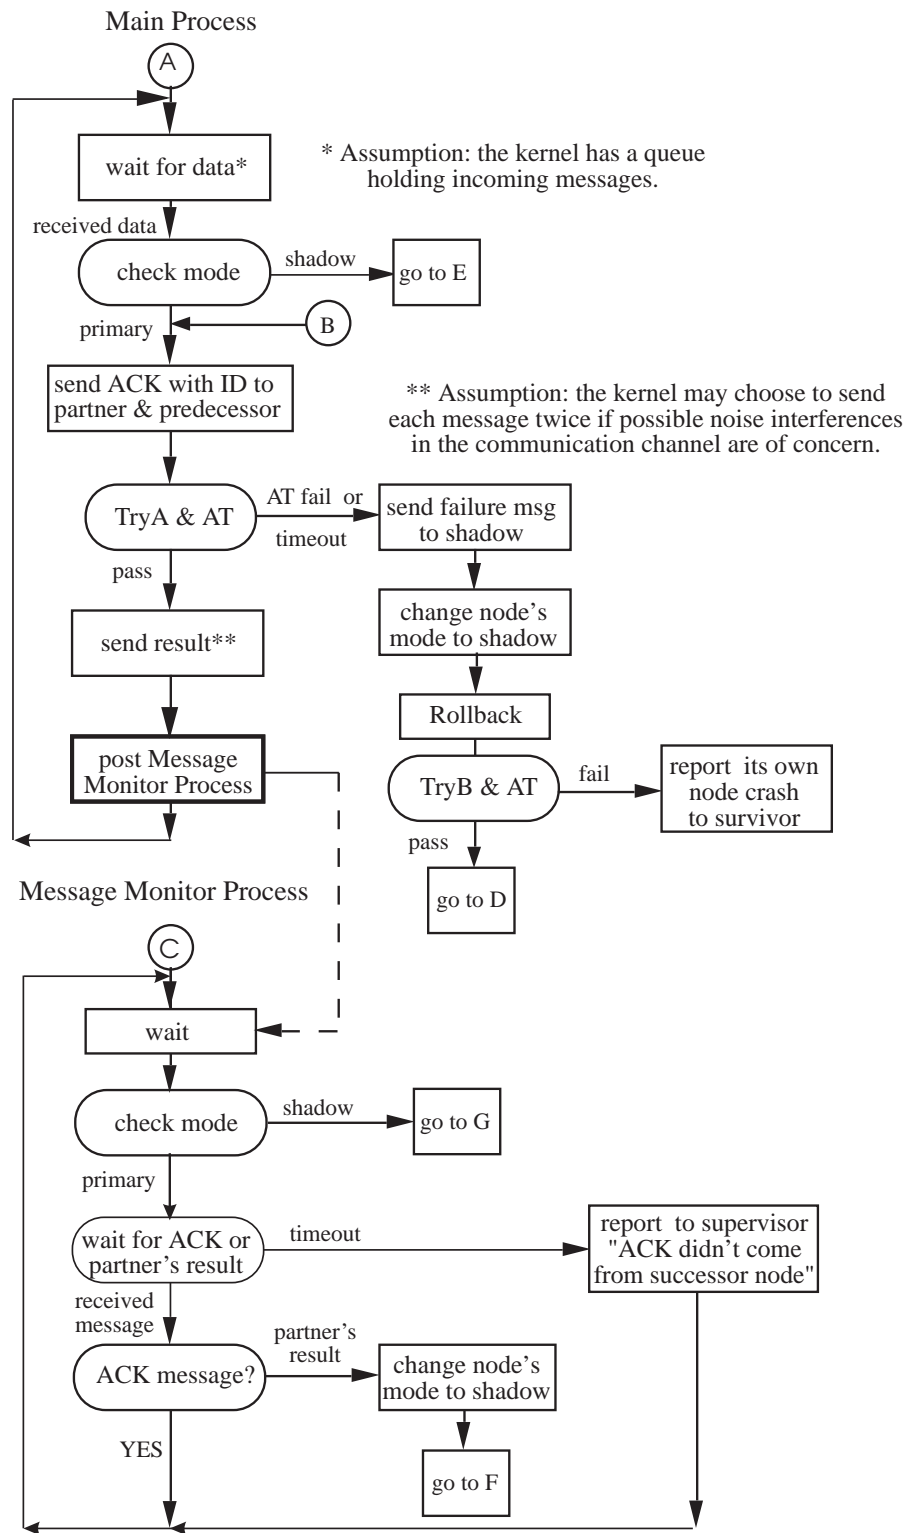 Main Process
A
wait for data*
* Assumption: the kernel has a queue
holding incoming messages.
received data
check mode
shadow
go to E
primary
B
send ACK with ID to
partner & predecessor
** Assumption: the kernel may choose to send
each message twice if possible noise interferences
in the communication channel are of concern.
TryA & AT
AT fail or
timeout
send failure msg
to shadow
pass
change node's
mode to shadow
send result**
Rollback
post Message
Monitor Process
TryB & AT
fail
report its own
node crash
to survivor
pass
go to D
Message Monitor Process
C
wait
check mode
shadow
go to G
primary
wait for ACK or
partner's result
timeout
report to supervisor
"ACK didn't come
from successor node"
received
message
ACK message?
partner's
result
change node's
mode to shadow
YES
go to F